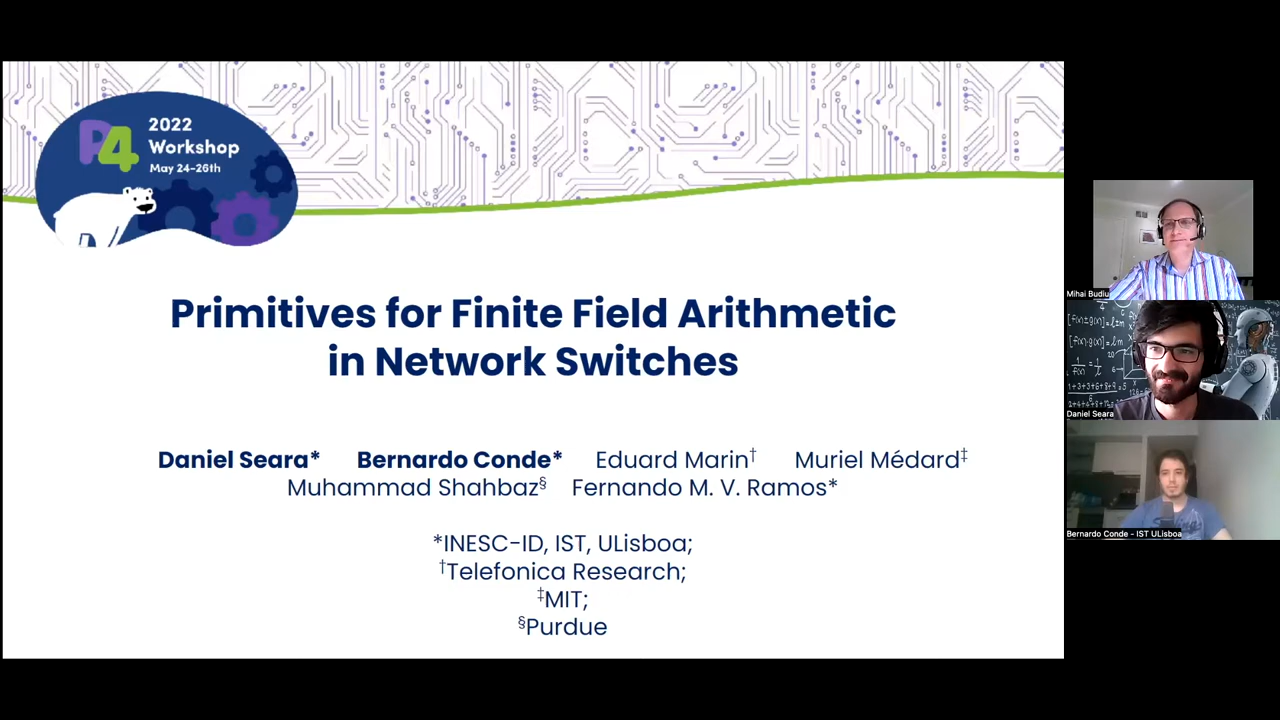 P4
2022
Workshop
May 24-26th
Primitives for Finite Field Arithmetic
in Network Switches
Daniel Seara* Bernardo Conde* Eduard Marin† Muriel Médard‡
Muhammad Shahbaz§ Fernando M. V. Ramos*
*INESC-ID, IST, ULisboa;
†Telefonica Research;
‡MIT;
§Purdue
Mihai Budiu
Daniel Seara
Bernardo Conde - IST ULisboa